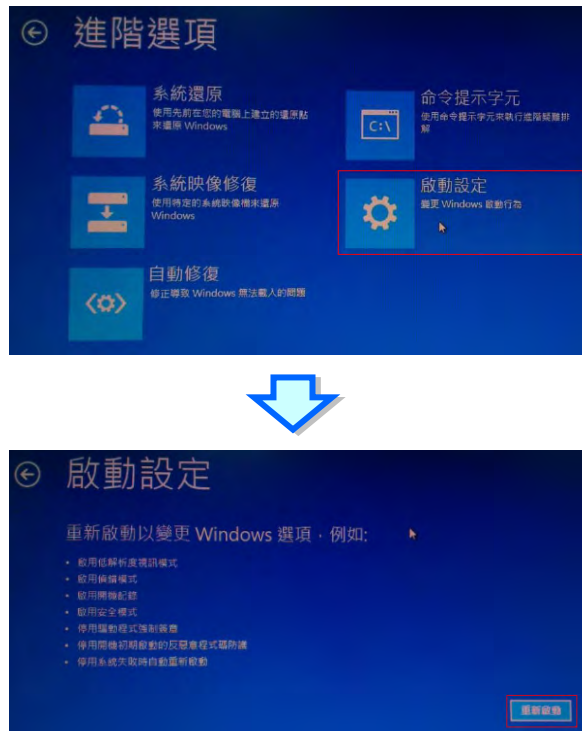 進階選項
系統還原
使用先前在您的電腦上建立的還原點
來還原 Windows
命令提示字元
使用命令提示字元來執行進階疑難排
解
C:\
系統映像修復
使用特定的系統映像檔來還原
Windows
啟動設定
變更 Windows 啟動行為
自動修復
修正導致 Windows 無法載入的問題
啟動設定
重新啟動以變更 Windows 選項，例如:
• 啟用低解析度視訊模式
• 啟用偵錯模式
• 啟用開機記錄
• 啟用安全模式
• 停用驅動程式強制簽章
• 停用開機初期啟動的反惡意程式碼防護
• 停用系統失敗時自動重新啟動
重新啟動